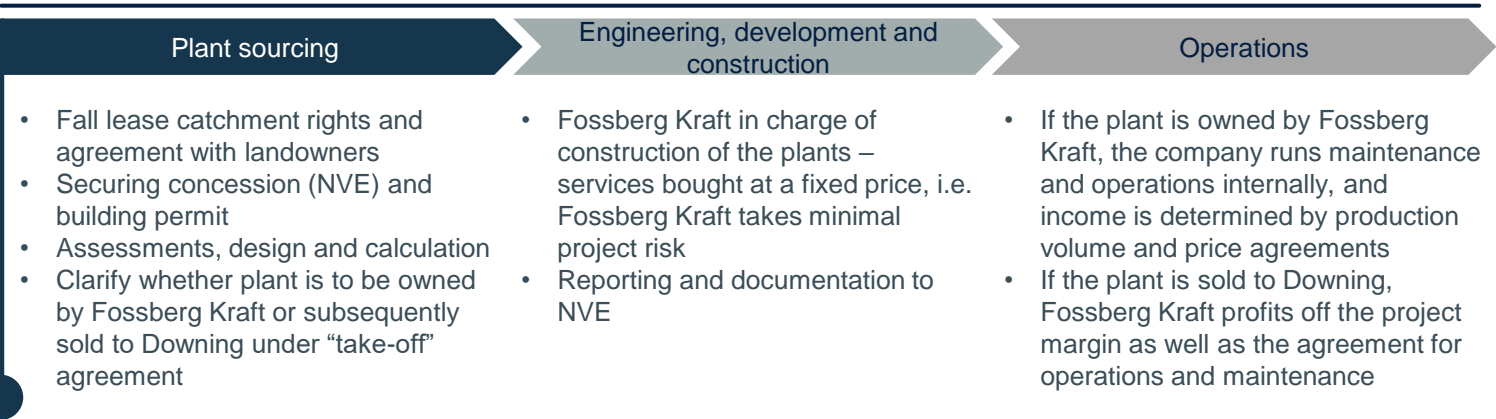 Plant sourcing
Engineering, development and
construction
Operations
• Fall lease catchment rights and
agreement with landowners
• Securing concession (NVE) and
building permit
• Assessments, design and calculation
• Clarify whether plant is to be owned
by Fossberg Kraft or subsequently
sold to Downing under “take-off”
agreement
• Fossberg Kraft in charge of
construction of the plants –
services bought at a fixed price, i.e.
Fossberg Kraft takes minimal
project risk
• Reporting and documentation to
NVE
• If the plant is owned by Fossberg
Kraft, the company runs maintenance
and operations internally, and
income is determined by production
volume and price agreements
• If the plant is sold to Downing,
Fossberg Kraft profits off the project
margin as well as the agreement for
operations and maintenance